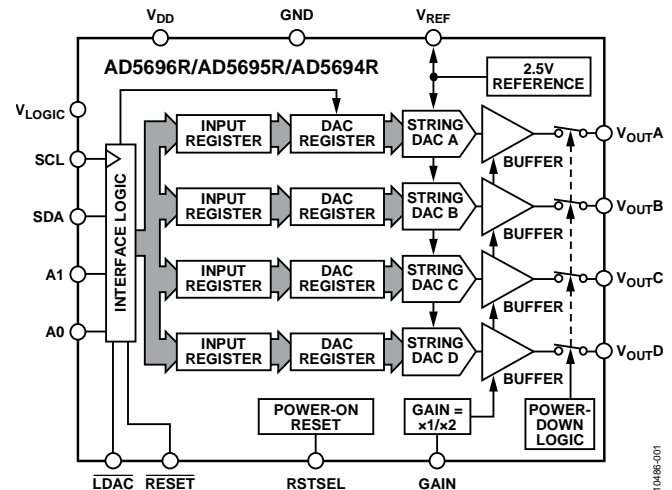 VDD
GND
VREF
AD5696R/AD5695R/AD5694R
2.5V
REFERENCE
VLOGIC
SCL
SDA
A1
A0
INTERFACE LOGIC
INPUT
REGISTER
DAC
REGISTER
STRING
DAC A
BUFFER
VOUTA
INPUT
REGISTER
DAC
REGISTER
STRING
DAC B
BUFFER
VOUTB
INPUT
REGISTER
DAC
REGISTER
STRING
DAC C
BUFFER
VOUTC
INPUT
REGISTER
DAC
REGISTER
STRING
DAC D
BUFFER
VOUTD
POWER-ON
RESET
GAIN =
×1/×2
POWER-
DOWN
LOGIC
LDAC
RESET
RSTSEL
GAIN
10486-001